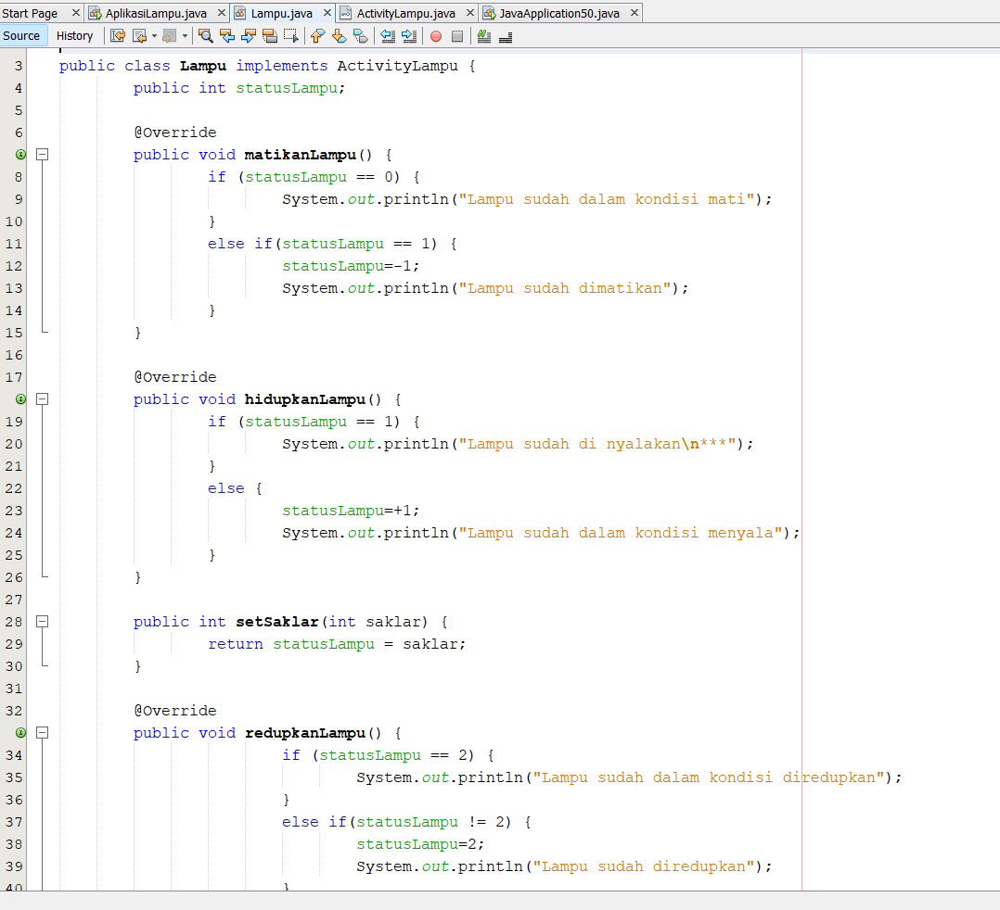 Start Page AplikasiLampu.java Lampu.java ActivityLampu.java JavaApplication50.java
Source History
3 public class Lampu implements ActivityLampu {
4 public int statusLampu;
5
6 @Override
public void matikanLampu() {
8 if (statusLampu == 0) {
9 System.out.println("Lampu sudah dalam kondisi mati");
10 }
11 else if(statusLampu == 1) {
12 statusLampu=-1;
13 System.out.println("Lampu sudah dimatikan");
14 }
15 }
16
17 @Override
public void hidupkanLampu() {
19 if (statusLampu == 1) {
20 System.out.println("Lampu sudah di nyalakan\n***");
21 }
22 else {
23 statusLampu=+1;
24 System.out.println("Lampu sudah dalam kondisi menyala");
25 }
26 }
27
28 public int setSaklar(int saklar) {
29 return statusLampu = saklar;
30 }
31
32 @Override
public void redupkanLampu() {
34 if (statusLampu == 2) {
35 System.out.println("Lampu sudah dalam kondisi diredupkan");
36 }
37 else if(statusLampu != 2) {
38 statusLampu=2;
39 System.out.println("Lampu sudah diredupkan");
40 }